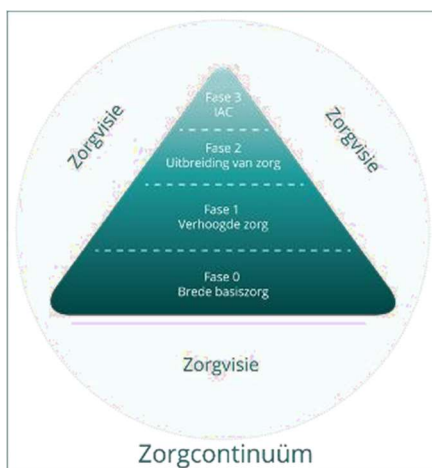 Zorgvisie
Zorgvisie
Fase 3
IAC
Fase 2
Uitbreiding van zorg
Fase 1
Verhoogde zorg
Fase 0
Brede basiszorg
Zorgvisie
Zorgcontinuüm